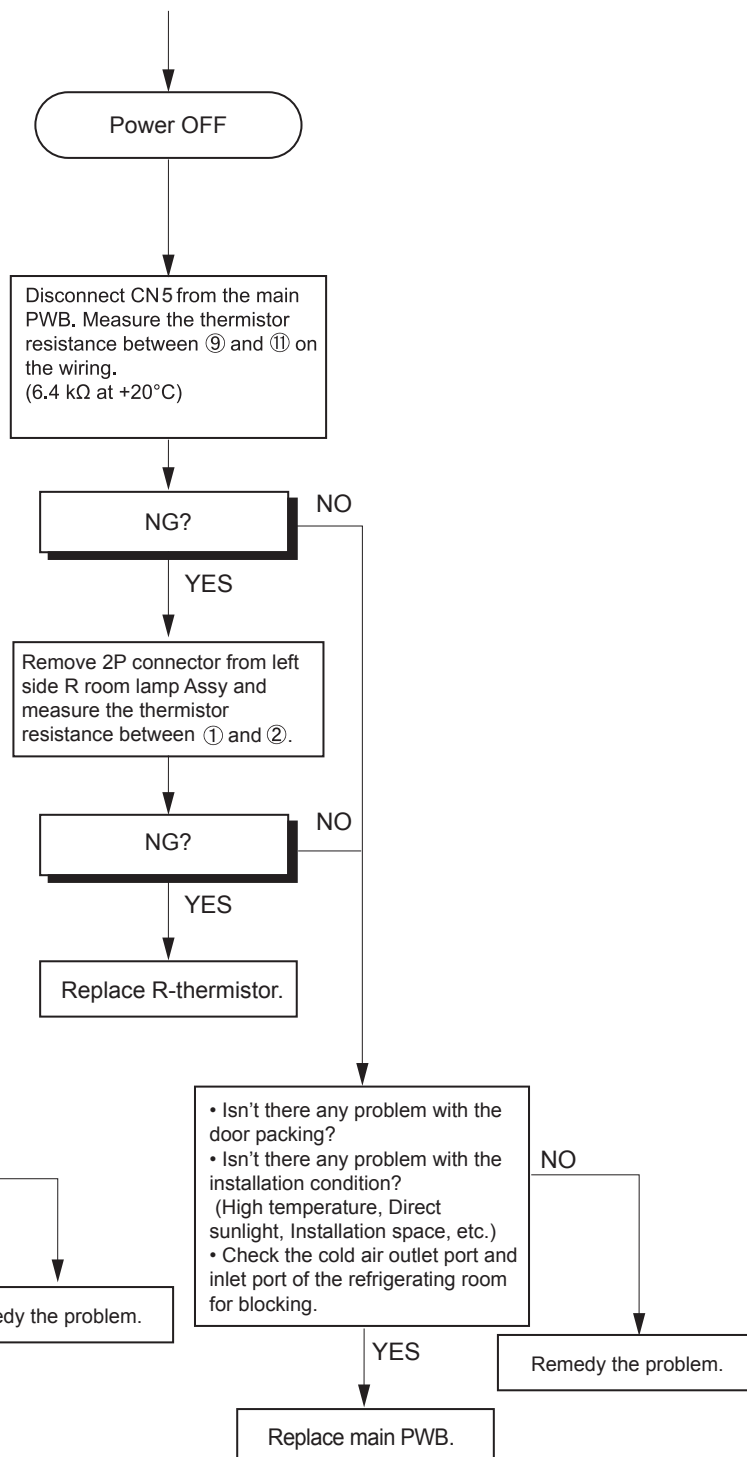 Power OFF
Disconnect CN5 from the main
PWB. Measure the thermistor
resistance between ⑨ and ⑪ on
the wiring.
(6.4 kΩ at +20°C)
NG?
NO
YES
Remove 2P connector from left
side R room lamp Assy and
measure the thermistor
resistance between ① and ②.
NG?
NO
YES
Replace R-thermistor.
• Isn't there any problem with the
door packing?
• Isn't there any problem with the
installation condition?
(High temperature, Direct
sunlight, Installation space, etc.)
• Check the cold air outlet port and
inlet port of the refrigerating room
for blocking.
NO
edy the problem.
YES
Remedy the problem.
Replace main PWB.